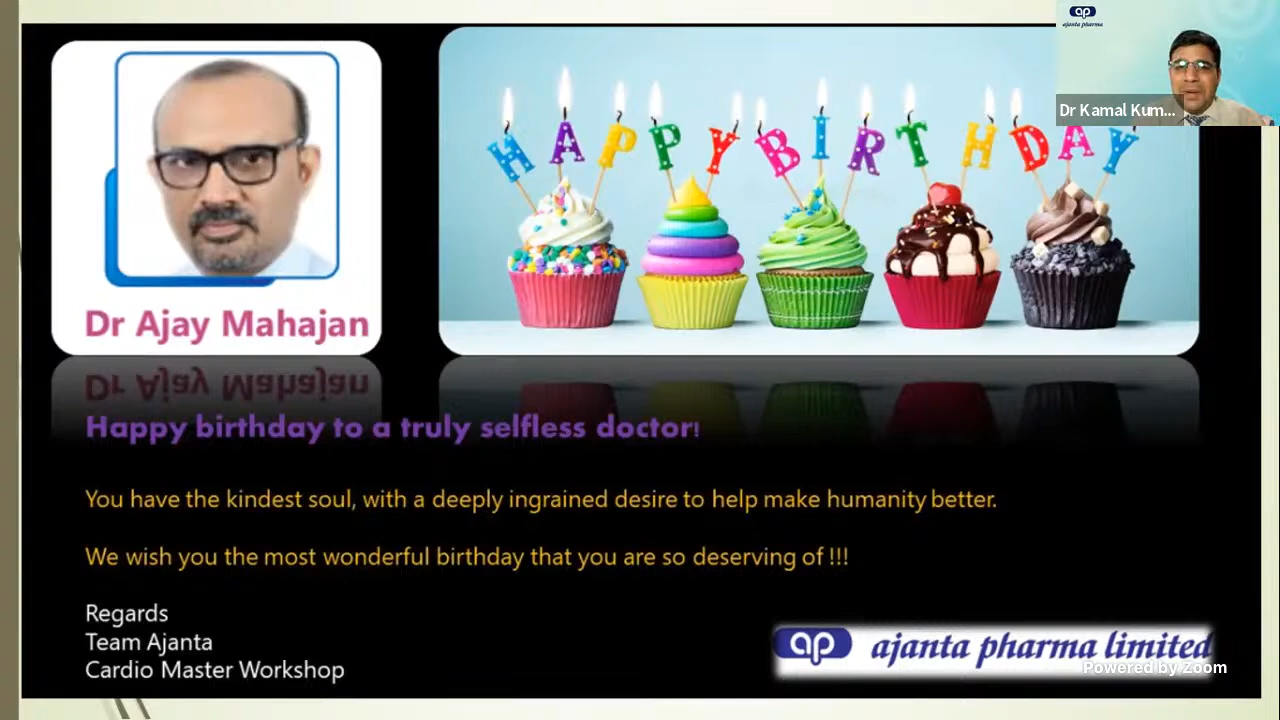 ap
ajanta pharma
Dr Kamal Kum...
HAPPY BIRTHDAY
Dr Ajay Mahajan
Dr Ajay Mahajan
Happy birthday to a truly selfless doctor!
You have the kindest soul, with a deeply ingrained desire to help make humanity better.
We wish you the most wonderful birthday that you are so deserving of !!!
Regards
Team Ajanta
Cardio Master Workshop
ap ajanta pharma limited
Powered by Zoom